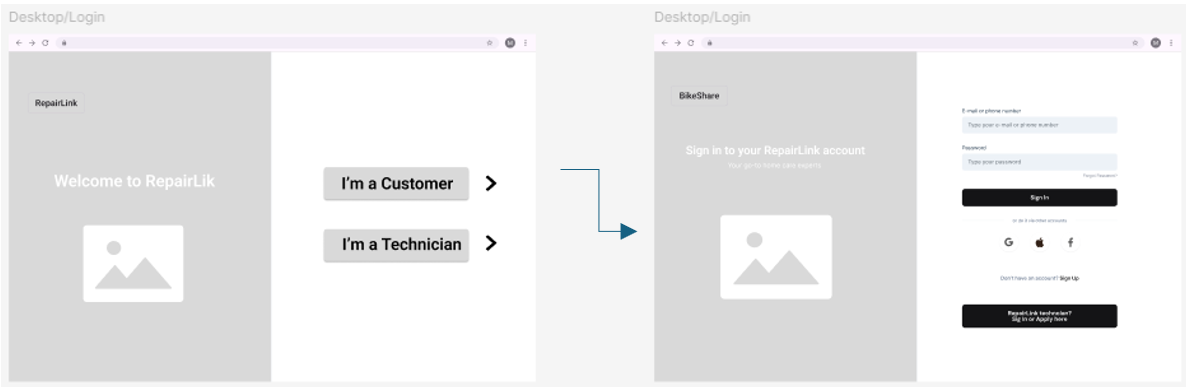 Desktop/Login
RepairLink
Welcome to RepairLik
I'm a Customer
I'm a Technician
Desktop/Login
BikeShare
Sign in to your RepairLink account
Your go-to home care experts
E-mail or phone number
Type your e-mail or phone number
Password
Type your password
Forgot Password?
Sign In
or do it via other accounts
Don't have an account? Sign Up
RepairLink technician?
Sig in or Apply here